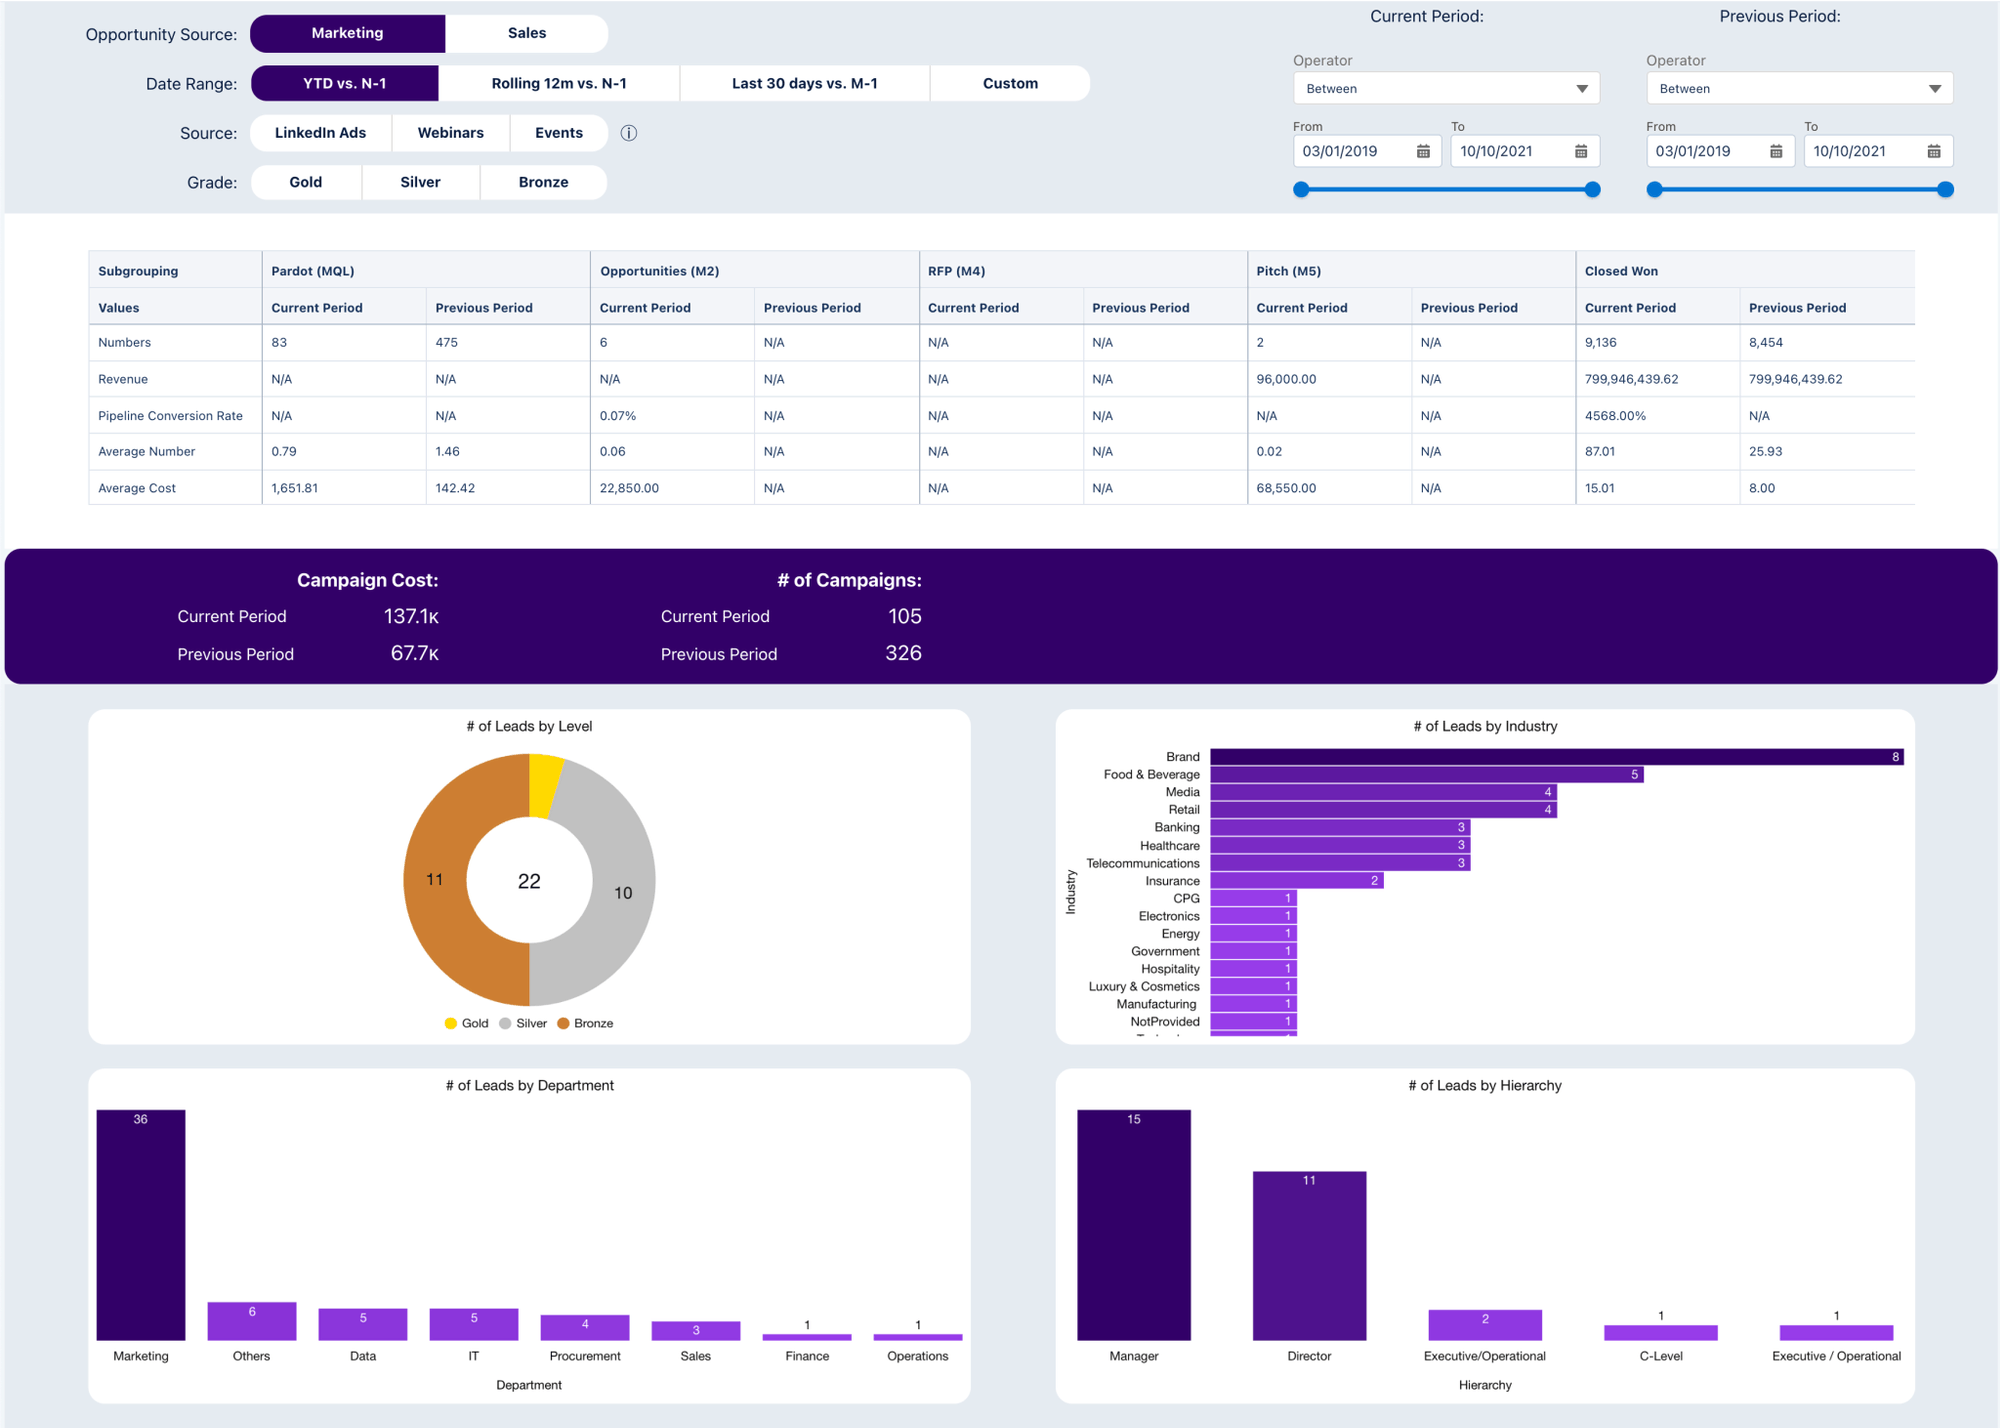 Opportunity Source: Marketing Sales
Date Range: YTD vs. N-1 Rolling 12m vs. N-1 Last 30 days vs. M-1 Custom
Source: LinkedIn Ads Webinars Events ⓘ
Grade: Gold Silver Bronze
Current Period:
Operator
Between
From To
03/01/2019 10/10/2021
Previous Period:
Operator
Between
From To
03/01/2019 10/10/2021
Subgrouping Pardot (MQL) Opportunities (M2) RFP (M4) Pitch (M5) Closed Won
Values Current Period Previous Period Current Period Previous Period Current Period Previous Period Current Period Previous Period Current Period Previous Period
Numbers 83 475 6 N/A N/A N/A 2 N/A 9,136 8,454
Revenue N/A N/A N/A N/A N/A N/A 96,000.00 N/A 799,946,439.62 799,946,439.62
Pipeline Conversion Rate N/A N/A 0.07% N/A N/A N/A N/A N/A 4568.00% N/A
Average Number 0.79 1.46 0.06 N/A N/A N/A 0.02 N/A 87.01 25.93
Average Cost 1,651.81 142.42 22,850.00 N/A N/A N/A 68,550.00 N/A 15.01 8.00
Campaign Cost:
Current Period 137.1K
Previous Period 67.7K
# of Campaigns:
Current Period 105
Previous Period 326
# of Leads by Level
11
22
10
Gold Silver Bronze
# of Leads by Industry
Industry
Brand 8
Food & Beverage 5
Media 4
Retail 4
Banking 3
Healthcare 3
Telecommunications 3
Insurance 2
CPG 1
Electronics 1
Energy 1
Government 1
Hospitality 1
Luxury & Cosmetics 1
Manufacturing 1
NotProvided 1
# of Leads by Department
36 6 5 5 4 3 1 1
Marketing Others Data IT Procurement Sales Finance Operations
Department
# of Leads by Hierarchy
15 11 2 1 1
Manager Director Executive/Operational C-Level Executive / Operational
Hierarchy